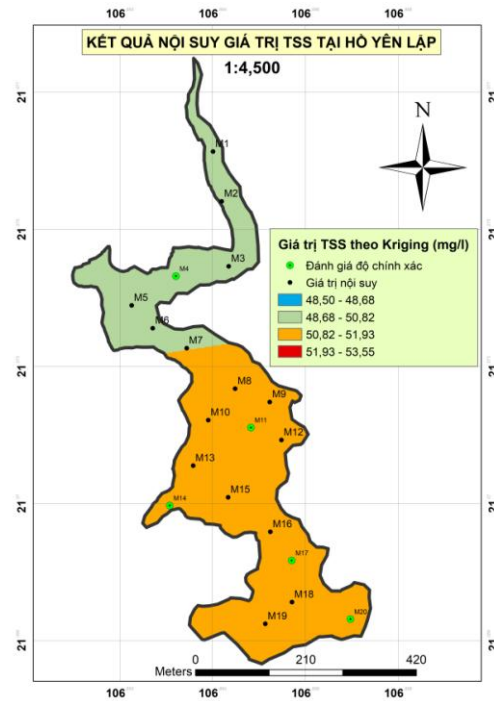 KẾT QUẢ NỘI SUY GIÁ TRỊ TSS TẠI HỒ YÊN LẬP
1:4,500
106 106 106 106
21 21
N
M1
M2
M3
M4
M5
M6
M7
Giá trị TSS theo Kriging (mg/l)
Đánh giá độ chính xác
Giá trị nội suy
48,50 - 48,68
48,68 - 50,82
50,82 - 51,93
51,93 - 53,55
21 21
21 21
M8
M9
M10
M11
M12
M13
M14
M15
M16
M17
M18
M19
M20
21 21
21 21
0 210 420
Meters
106 106 106 106